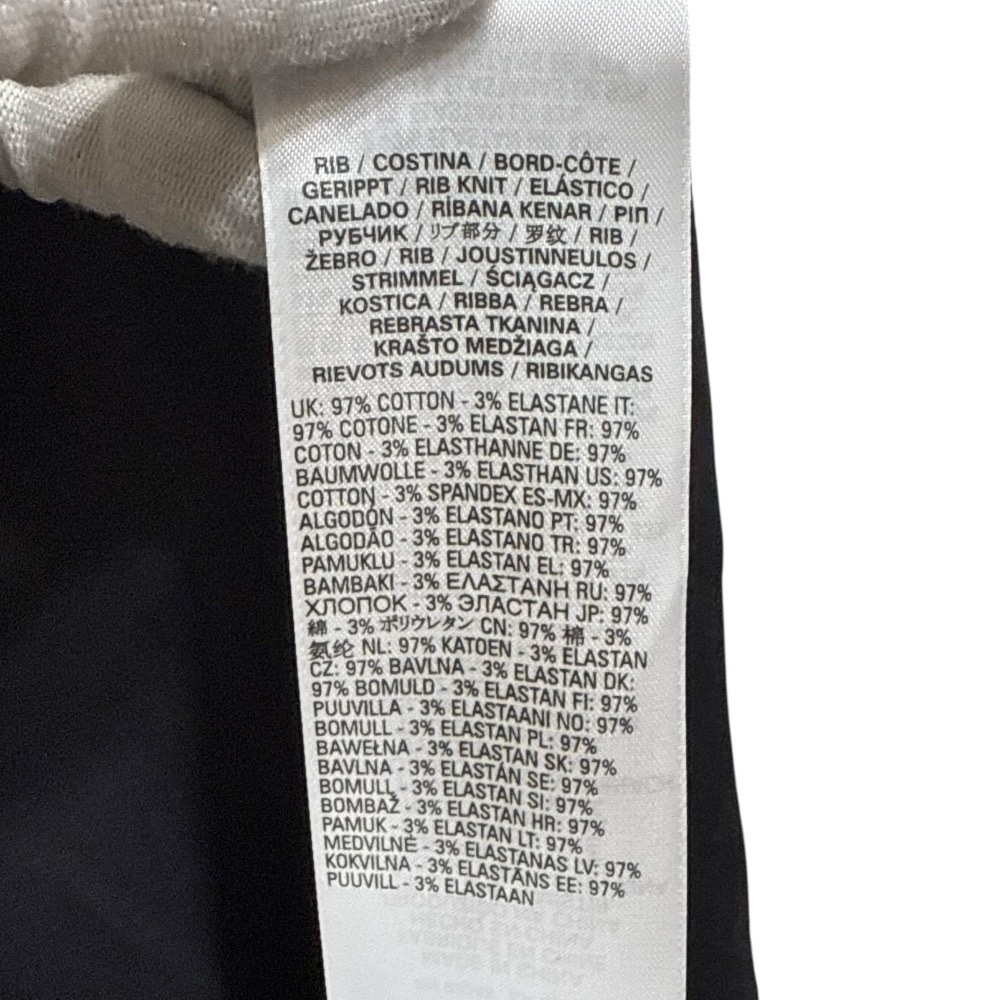 RIB / COSTINA / BORD-CÔTE /
GERIPPT / RIB KNIT / ELÁSTICO /
CANELADO / RİBANA KENAR / ΡΙΠ /
РУБЧИК / リブ部分 / 罗纹 / RIB /
ŽEBRO / RIB / JOUSTINNEULOS /
STRIMMEL / ŚCIĄGACZ /
KOSTICA / RIBBA / REBRA /
REBRASTA TKANINA /
KRAŠTO MEDŽIAGA /
RIEVOTS AUDUMS / RIBIKANGAS
UK: 97% COTTON - 3% ELASTANE IT:
97% COTONE - 3% ELASTAN FR: 97%
COTON - 3% ELASTHANNE DE: 97%
BAUMWOLLE - 3% ELASTHAN US: 97%
COTTON - 3% SPANDEX ES-MX: 97%
ALGODÓN - 3% ELASTANO PT: 97%
ALGODÃO - 3% ELASTANO TR: 97%
PAMUKLU - 3% ELASTAN EL: 97%
ΒΑΜΒΑΚΙ - 3% ΕΛΑΣΤΑΝΗ RU: 97%
ХЛОПОК - 3% ЭЛАСТАН JP: 97%
綿 - 3% ポリウレタン CN: 97% 棉 - 3%
氨纶 NL: 97% KATOEN - 3% ELASTAN
CZ: 97% BAVLNA - 3% ELASTAN DK:
97% BOMULD - 3% ELASTAN FI: 97%
PUUVILLA - 3% ELASTAANI NO: 97%
BOMULL - 3% ELASTAN PL: 97%
BAWEŁNA - 3% ELASTAN SK: 97%
BAVLNA - 3% ELASTÁN SE: 97%
BOMULL - 3% ELASTAN SI: 97%
BOMBAŽ - 3% ELASTAN HR: 97%
PAMUK - 3% ELASTAN LT: 97%
MEDVILNĖ - 3% ELASTANAS LV: 97%
KOKVILNA - 3% ELASTĀNS EE: 97%
PUUVILL - 3% ELASTAAN